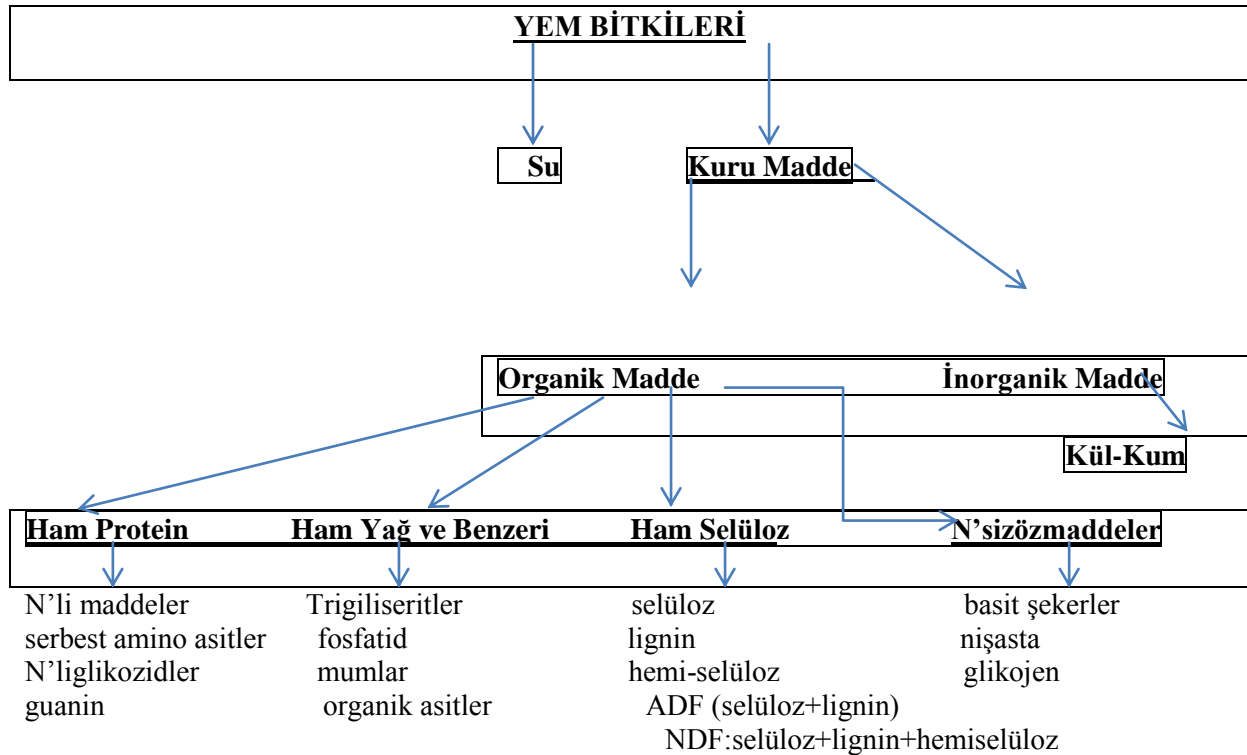 YEM BİTKİLERİ
Su Kuru Madde
Organik Madde İnorganik Madde
Kül-Kum
Ham Protein Ham Yağ ve Benzeri Ham Selüloz N’sizözmaddeler
N’li maddeler Trigiliseritler selüloz basit şekerler
serbest amino asitler fosfatid lignin nişasta
N’liglikozidler mumlar hemi-selüloz glikojen
guanin organik asitler ADF (selüloz+lignin)
NDF:selüloz+lignin+hemiselüloz